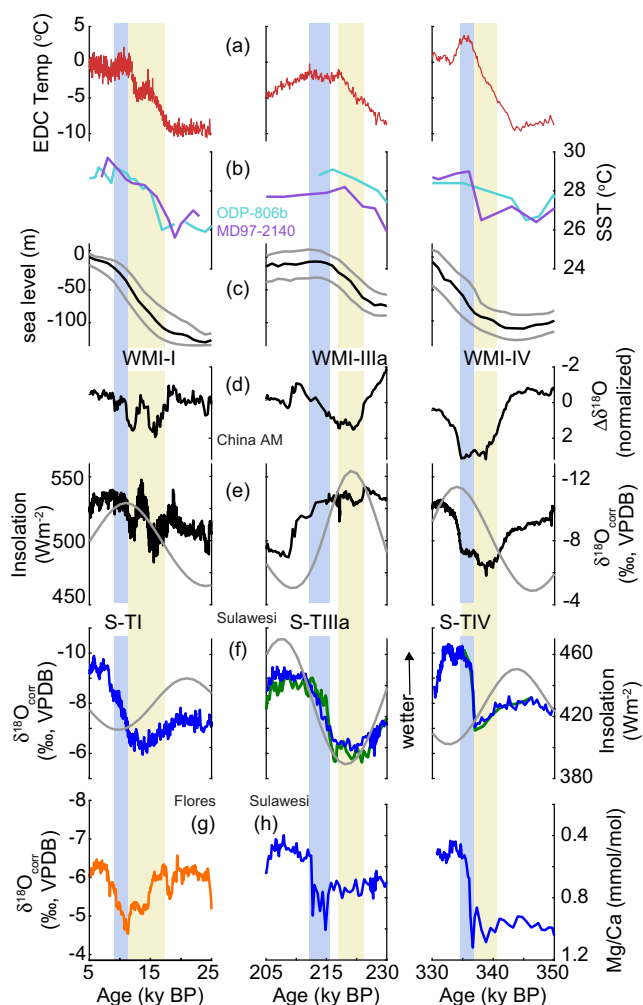 EDC Temp (°C)
5
0
-5
-10
(a)
(b)
ODP-806b
MD97-2140
30
28
26
24
SST (°C)
sea level (m)
0
-50
-100
(c)
WMI-I
WMI-IIIa
WMI-IV
(d)
China AM
-2
0
2
Δδ¹⁸O (normalized)
Insolation (Wm⁻²)
550
500
450
(e)
-12
-8
-4
δ¹⁸Ocorr (‰, VPDB)
S-TI
Sulawesi
S-TIIIa
S-TIV
δ¹⁸Ocorr (‰, VPDB)
-10
-8
-6
(f)
wetter
460
420
380
Insolation (Wm⁻²)
δ¹⁸Ocorr (‰, VPDB)
-8
-7
-6
-5
-4
Flores
(g)
Sulawesi
(h)
0.4
0.8
1.2
Mg/Ca (mmol/mol)
5 15 25
205 215 230
330 340 350
Age (ky BP)
Age (ky BP)
Age (ky BP)